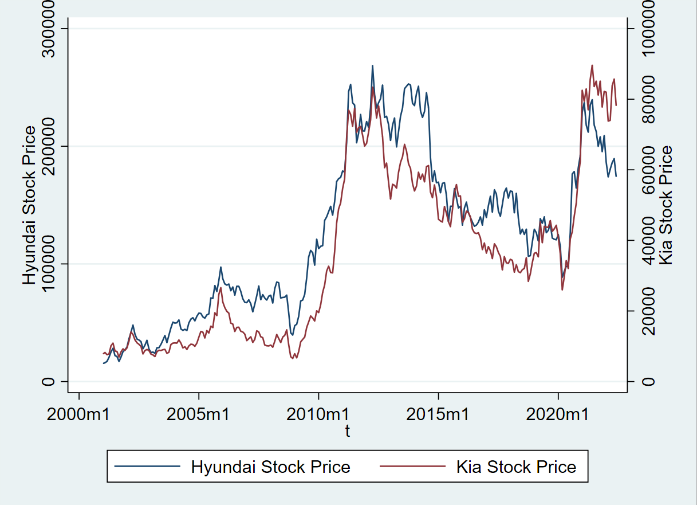 Hyundai Stock Price
0
100000
200000
300000
Kia Stock Price
0
20000
40000
60000
80000
100000
2000m1 2005m1 2010m1 2015m1 2020m1
t
Hyundai Stock Price Kia Stock Price